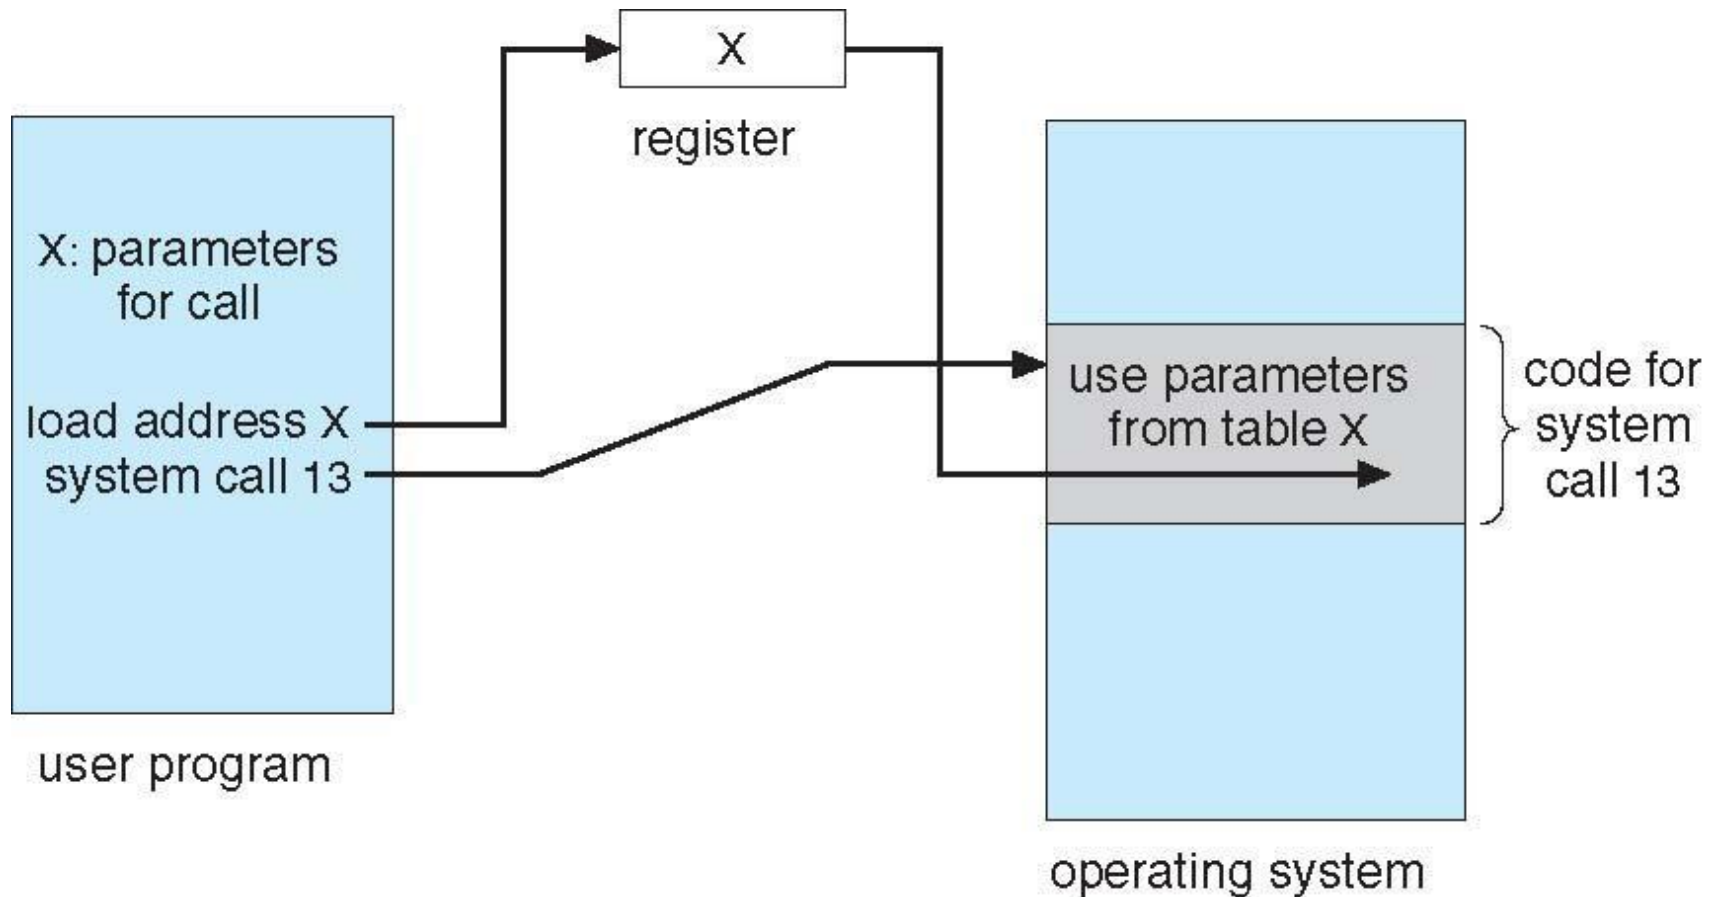 X
register
X: parameters
for call
load address X
system call 13
user program
use parameters
from table X
code for
system
call 13
operating system